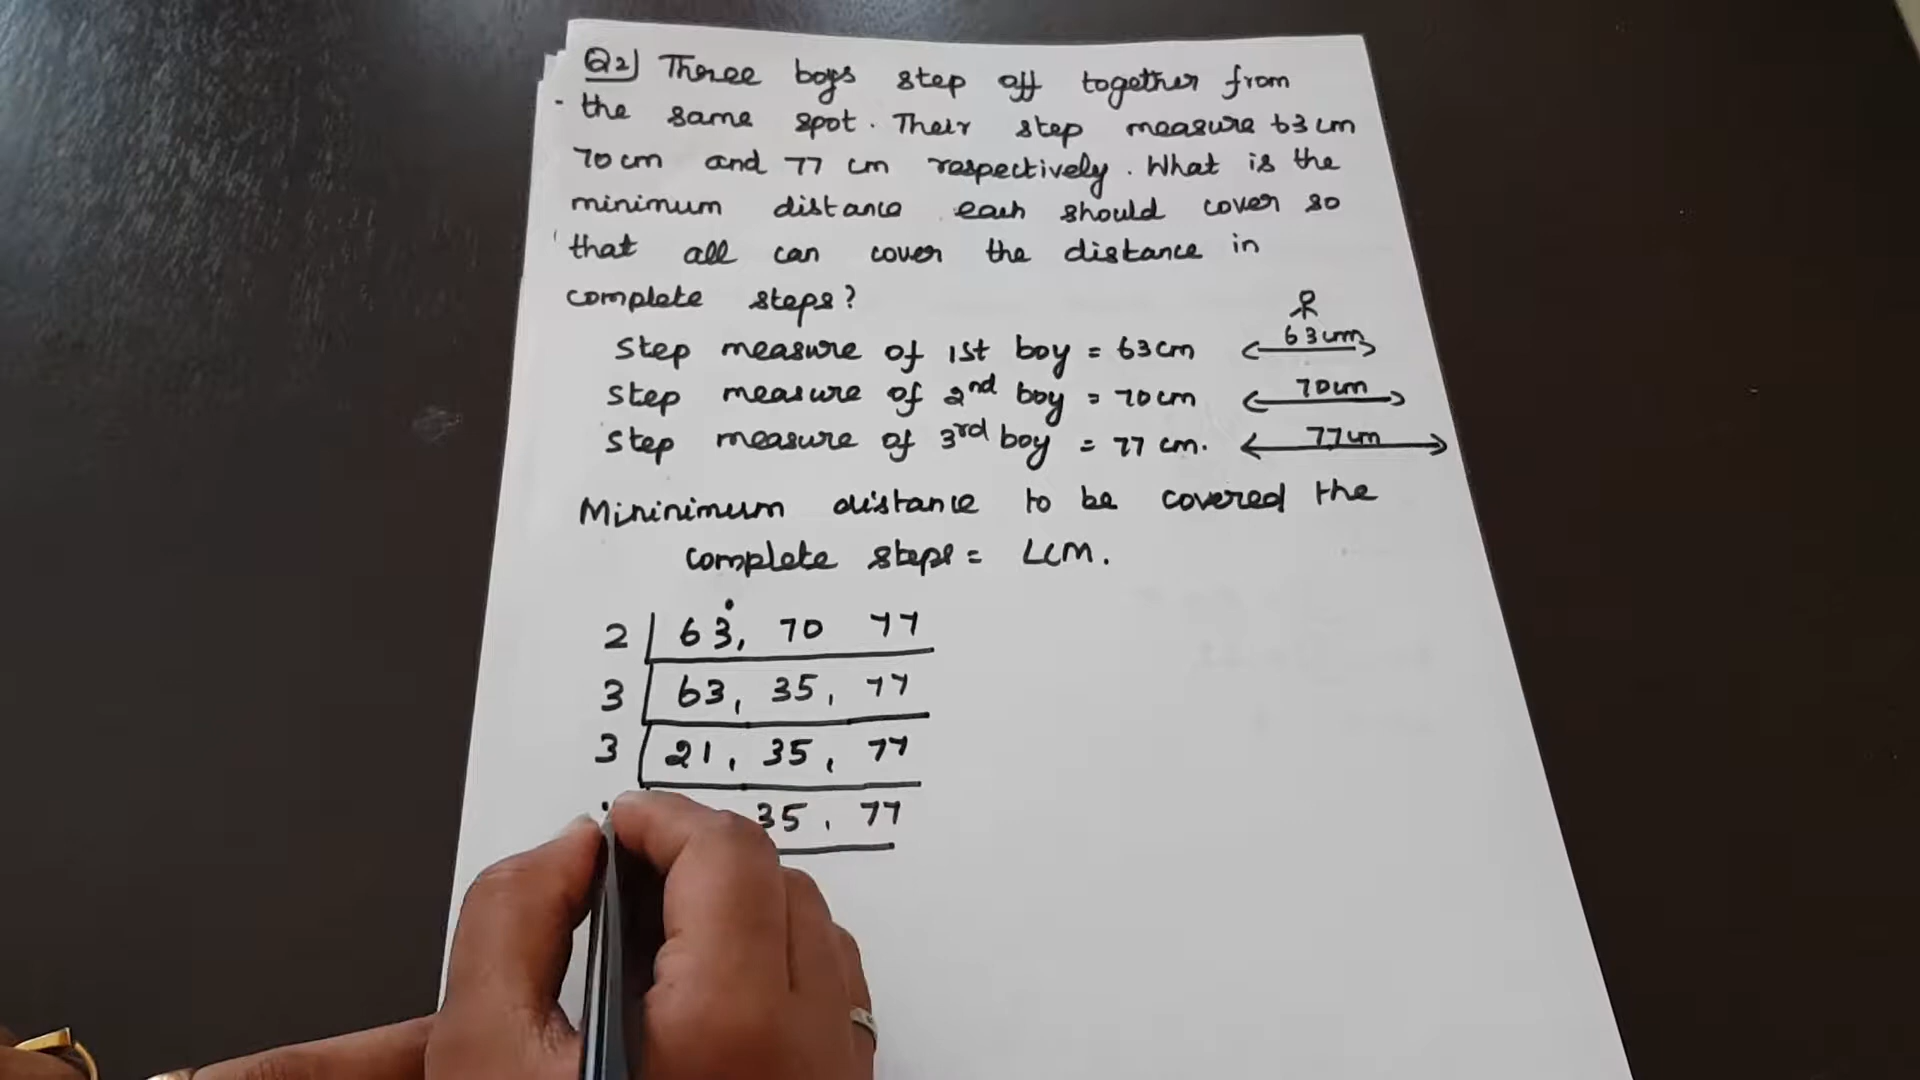 Q2) Three boys step off together from
the same spot. Their step measure 63 cm
70 cm and 77 cm respectively. What is the
minimum distance each should cover so
that all can cover the distance in
complete steps?
63 cm
Step measure of 1st boy = 63 cm
70 cm
Step measure of 2nd boy = 70 cm
77 cm
Step measure of 3rd boy = 77 cm.
Mininimum distance to be covered the
complete steps = LCM.
2 | 63, 70 77
3 | 63, 35, 77
3 | 21, 35, 77
35, 77